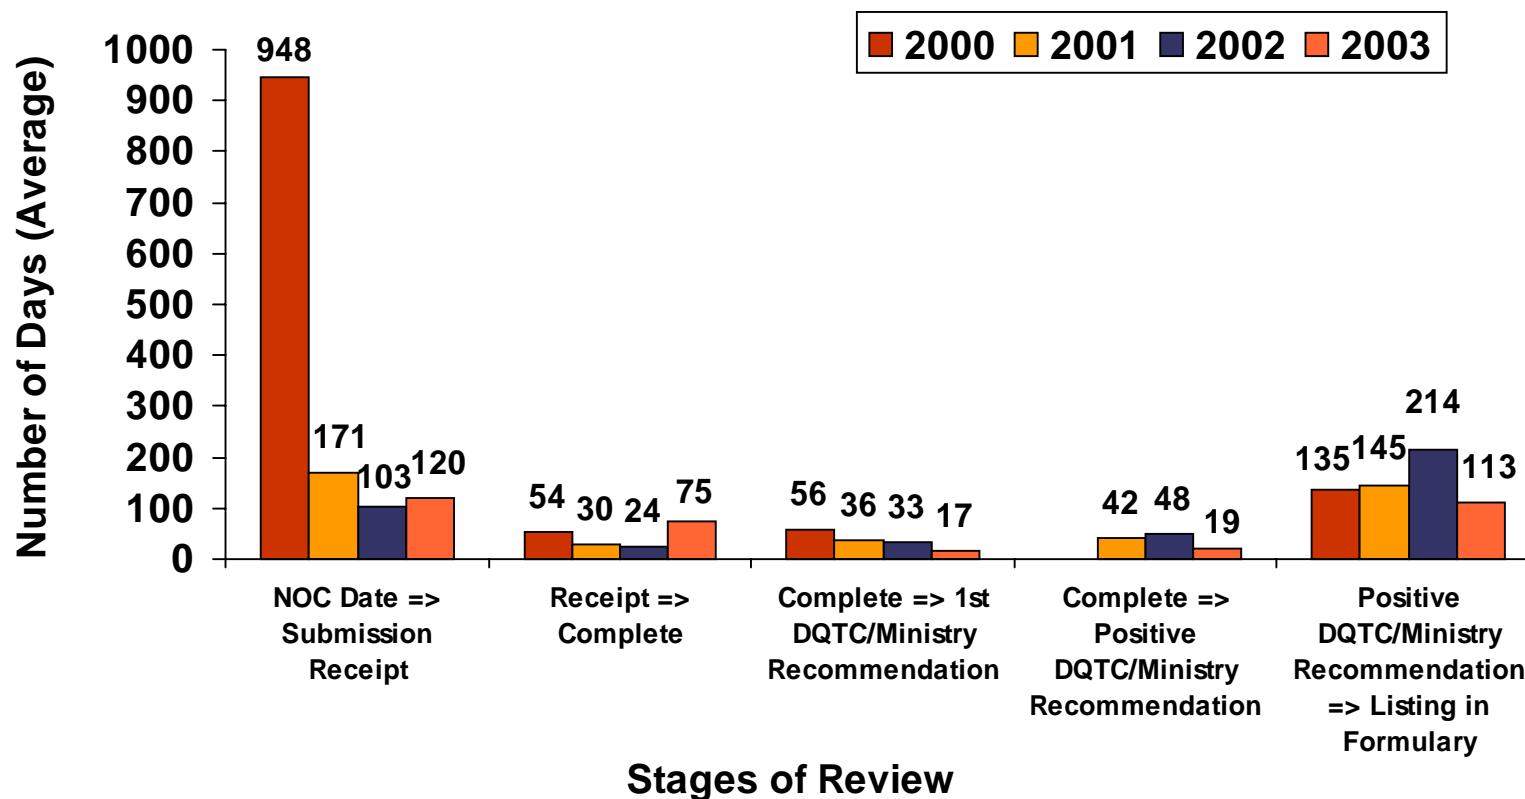 2000 2001 2002 2003
Number of Days (Average)
1000
900
800
700
600
500
400
300
200
100
0
948
171
103
120
54
30
24
75
56
36
33
17
42
48
19
135
145
214
113
NOC Date =>
Submission
Receipt
Receipt =>
Complete
Complete => 1st
DQTC/Ministry
Recommendation
Complete =>
Positive
DQTC/Ministry
Recommendation
Positive
DQTC/Ministry
Recommendation
=> Listing in
Formulary
Stages of Review